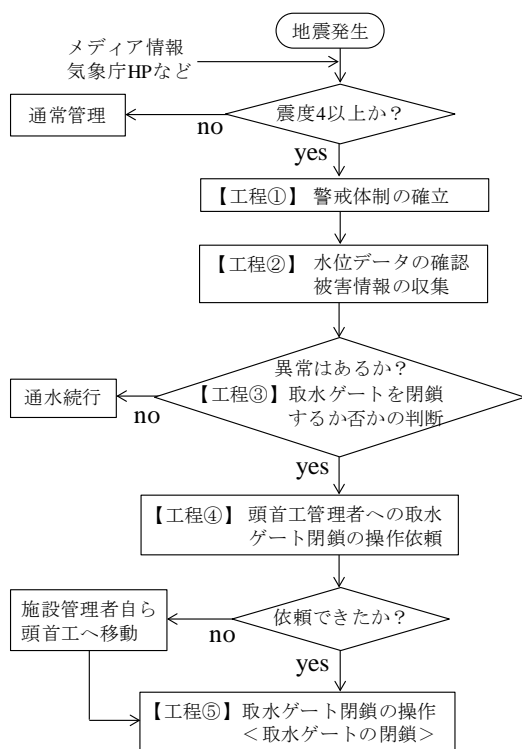 地震発生
メディア情報
気象庁HPなど
震度4以上か？
通常管理
no
yes
【工程①】 警戒体制の確立
【工程②】 水位データの確認
被害情報の収集
異常はあるか？
【工程③】取水ゲートを閉鎖
するか否かの判断
通水続行
no
yes
【工程④】 頭首工管理者への取水
ゲート閉鎖の操作依頼
依頼できたか？
施設管理者自ら
頭首工へ移動
no
yes
【工程⑤】取水ゲート閉鎖の操作
＜取水ゲートの閉鎖＞